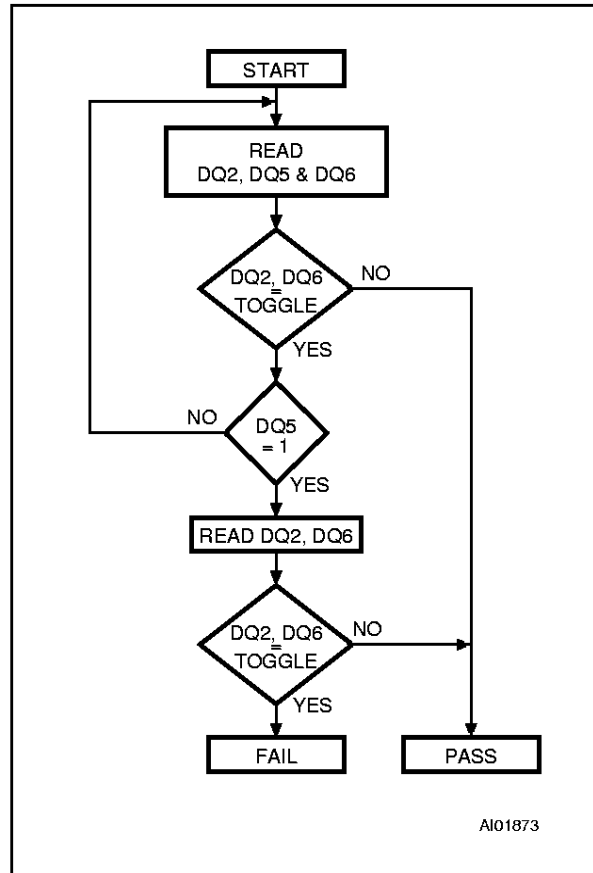 START
READ
DQ2, DQ5 & DQ6
DQ2, DQ6
=
TOGGLE
NO
YES
NO
DQ5
= 1
YES
READ DQ2, DQ6
DQ2, DQ6
=
TOGGLE
NO
YES
FAIL
PASS
AI01873